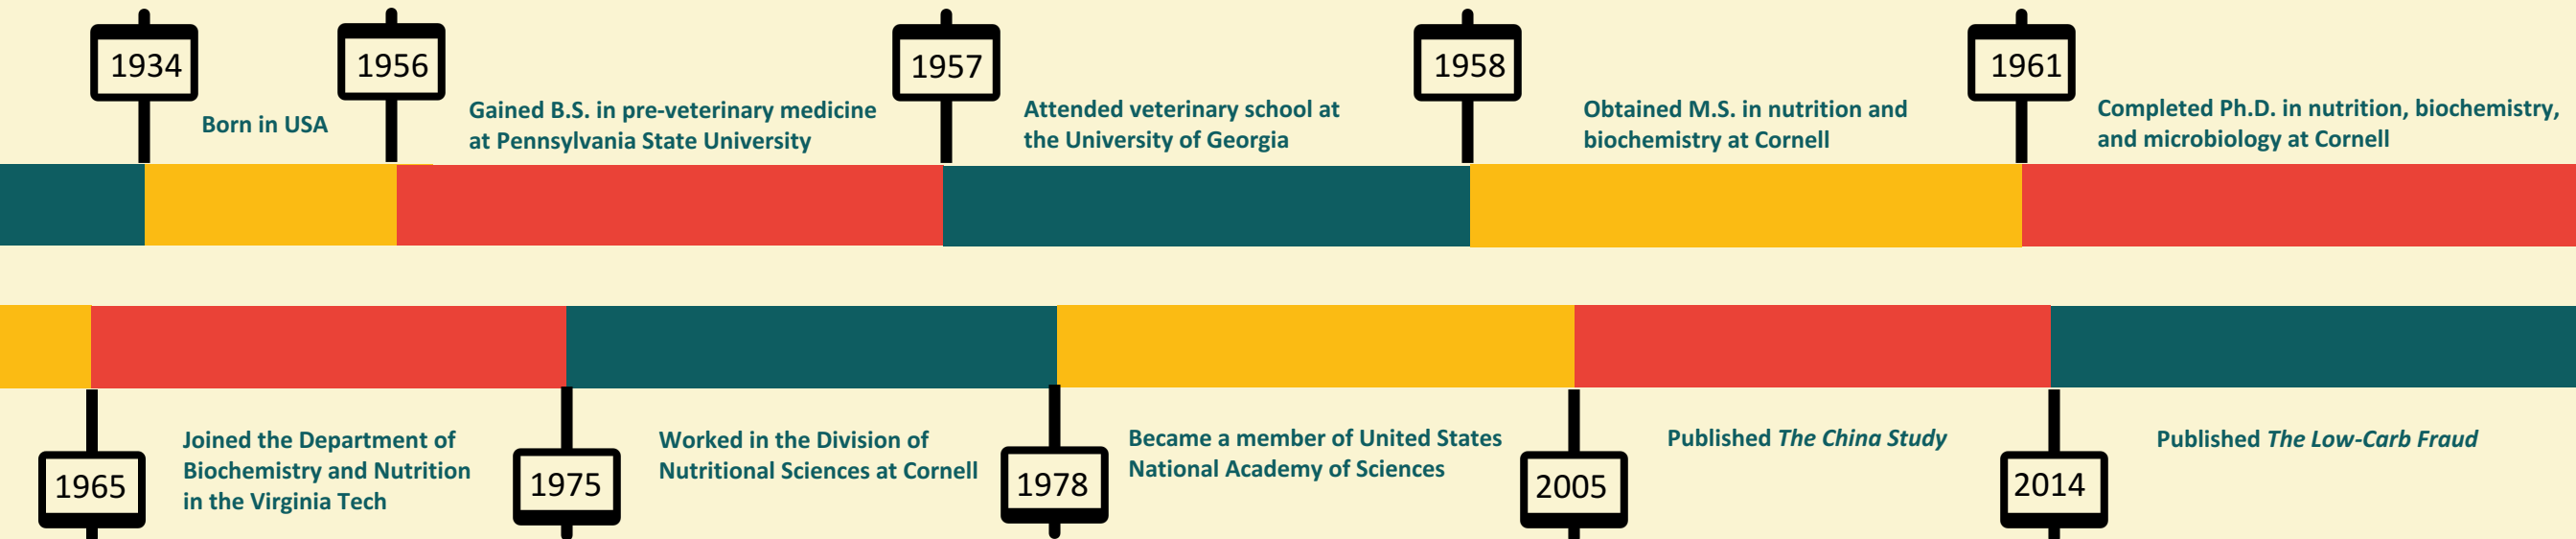 1934
Born in USA
1956
Gained B.S. in pre-veterinary medicine
at Pennsylvania State University
1957
Attended veterinary school at
the University of Georgia
1958
Obtained M.S. in nutrition and
biochemistry at Cornell
1961
Completed Ph.D. in nutrition, biochemistry,
and microbiology at Cornell
1965
Joined the Department of
Biochemistry and Nutrition
in the Virginia Tech
1975
Worked in the Division of
Nutritional Sciences at Cornell
1978
Became a member of United States
National Academy of Sciences
2005
Published The China Study
2014
Published The Low-Carb Fraud